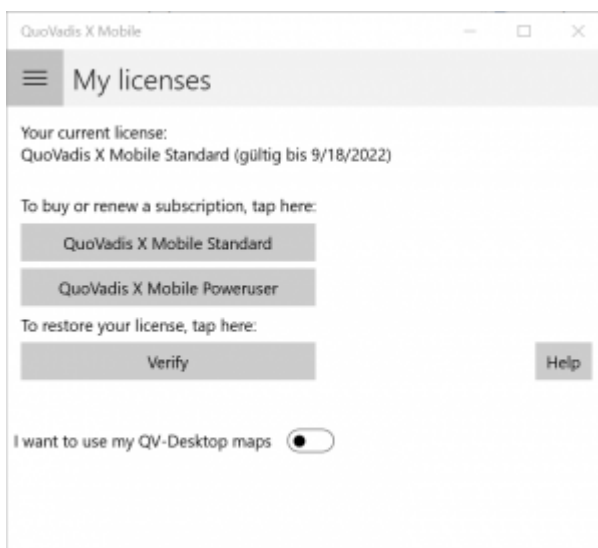 QuoVadis X Mobile
My licenses
Your current license:
QuoVadis X Mobile Standard (gültig bis 9/18/2022)
To buy or renew a subscription, tap here:
QuoVadis X Mobile Standard
QuoVadis X Mobile Poweruser
To restore your license, tap here:
Verify
Help
I want to use my QV-Desktop maps